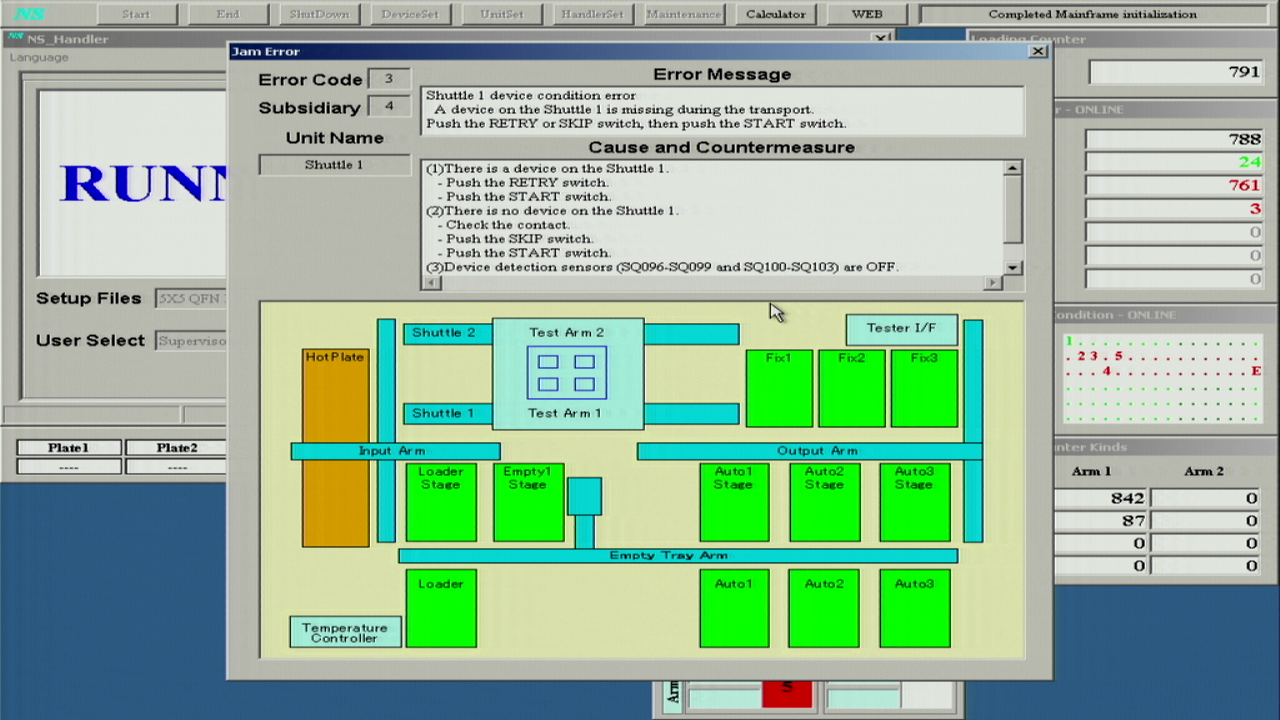 NS
Start
End
ShutDown
DeviceSet
UnitSet
HandlerSet
Maintenance
Calculator
WEB
Completed Mainframe initialization
NS NS_Handler
Language
RUNN
Setup Files
5X5 QFN
User Select
Superviso
Plate1
Plate2
----
----
Jam Error
Error Code
3
Subsidiary
4
Unit Name
Shuttle 1
Error Message
Shuttle 1 device condition error
A device on the Shuttle 1 is missing during the transport.
Push the RETRY or SKIP switch, then push the START switch.
Cause and Countermeasure
(1)There is a device on the Shuttle 1.
- Push the RETRY switch.
- Push the START switch.
(2)There is no device on the Shuttle 1.
- Check the contact.
- Push the SKIP switch.
- Push the START switch.
(3)Device detection sensors (SQ096-SQ099 and SQ100-SQ103) are OFF.
Shuttle 2
Test Arm 2
Tester I/F
HotPlate
Fix1
Fix2
Fix3
Shuttle 1
Test Arm 1
Input Arm
Output Arm
Loader
Stage
Empty1
Stage
Auto1
Stage
Auto2
Stage
Auto3
Stage
Empty Tray Arm
Loader
Auto1
Auto2
Auto3
Temperature
Controller
Loading Counter
791
r - ONLINE
788
24
761
3
0
0
0
ondition - ONLINE
1
. 2 3 . 5
. . . 4
E
nter Kinds
Arm 1
Arm 2
842
0
87
0
0
0
0
0
Arm